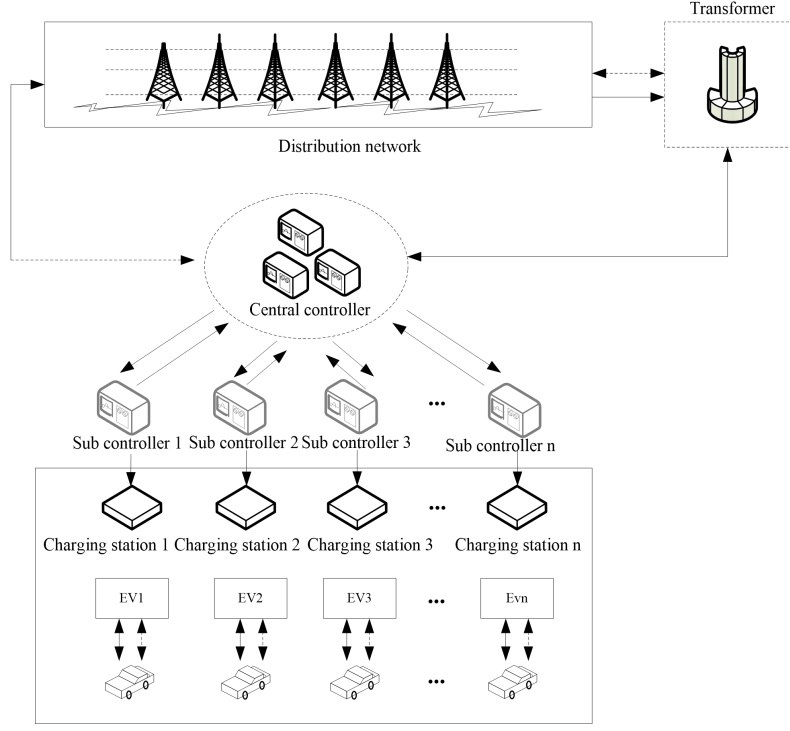 Transformer
Distribution network
Central controller
Sub controller 1 Sub controller 2 Sub controller 3 ... Sub controller n
Charging station 1 Charging station 2 Charging station 3 ... Charging station n
EV1 EV2 EV3 ... Evn
...